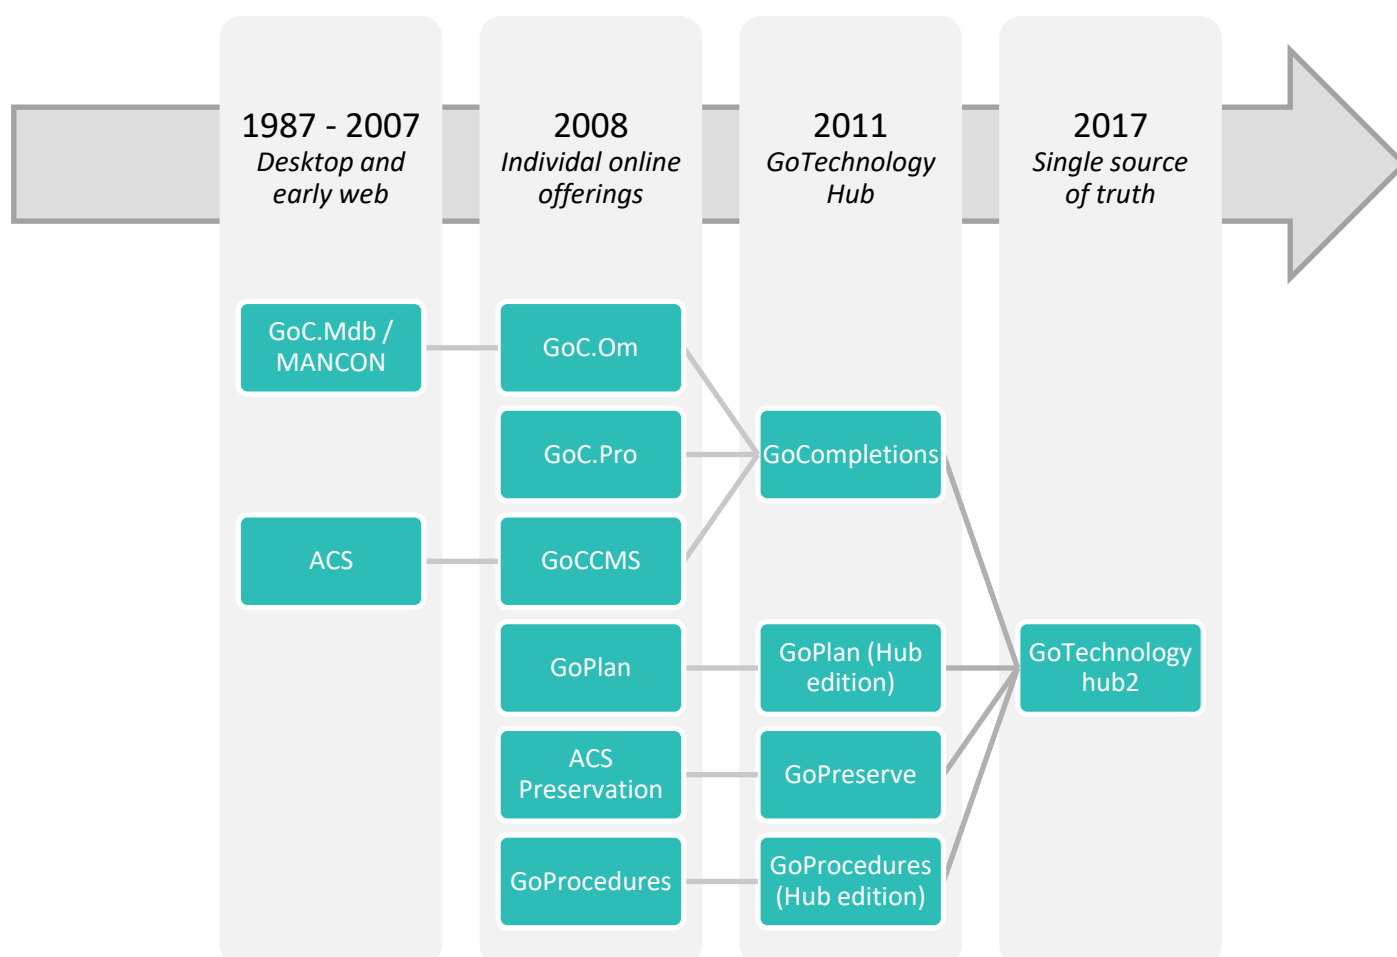 1987 - 2007
Desktop and
early web
2008
Individal online
offerings
2011
GoTechnology
Hub
2017
Single source
of truth
GoC.Mdb /
MANCON
ACS
GoC.Om
GoC.Pro
GoCCMS
GoPlan
ACS
Preservation
GoProcedures
GoCompletions
GoPlan (Hub
edition)
GoPreserve
GoProcedures
(Hub edition)
GoTechnology
hub2